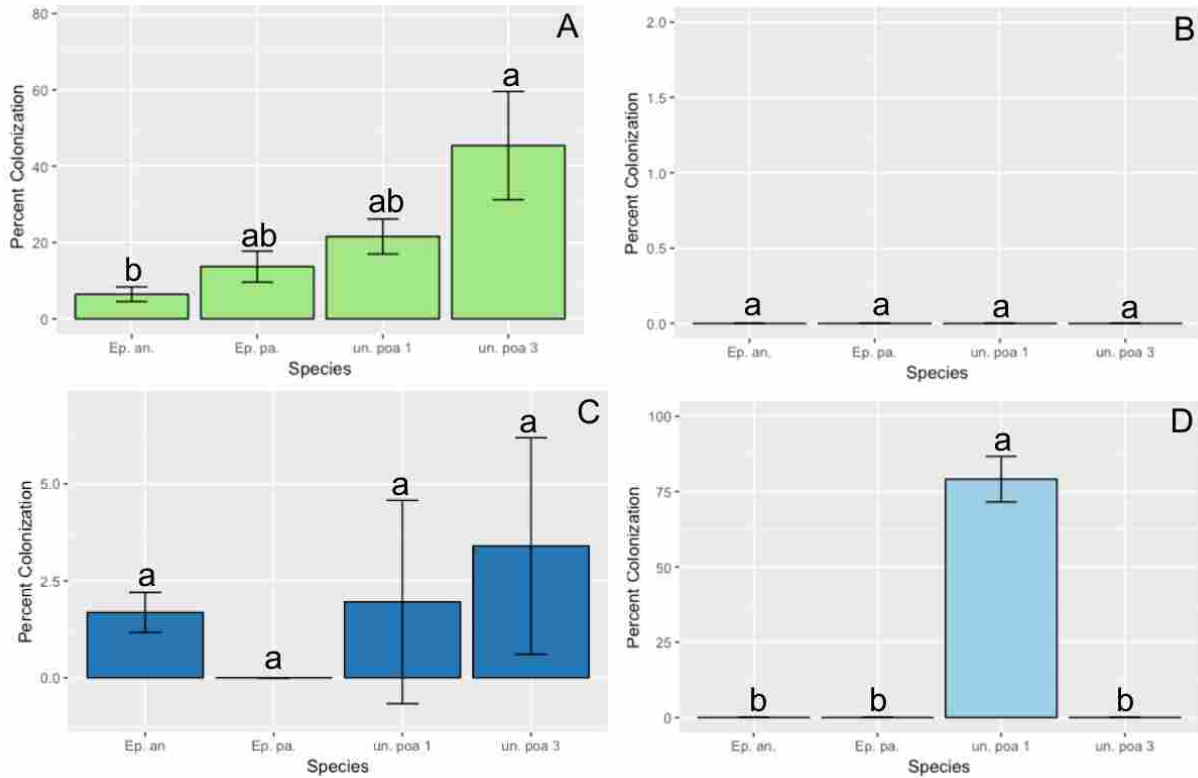 A
Percent Colonization
80
60
40
20
0
b
ab
ab
a
Ep. an.
Ep. pa.
un. poa 1
un. poa 3
Species
B
Percent Colonization
2.0
1.5
1.0
0.5
0.0
a
a
a
a
Ep. an.
Ep. pa.
un. poa 1
un. poa 3
Species
C
Percent Colonization
5.0
2.5
0.0
a
a
a
a
Ep. an
Ep. pa.
un. poa 1
un. poa 3
Species
D
Percent Colonization
100
75
50
25
0
b
b
a
b
Ep. an.
Ep. pa.
un. poa 1
un. poa 3
Species